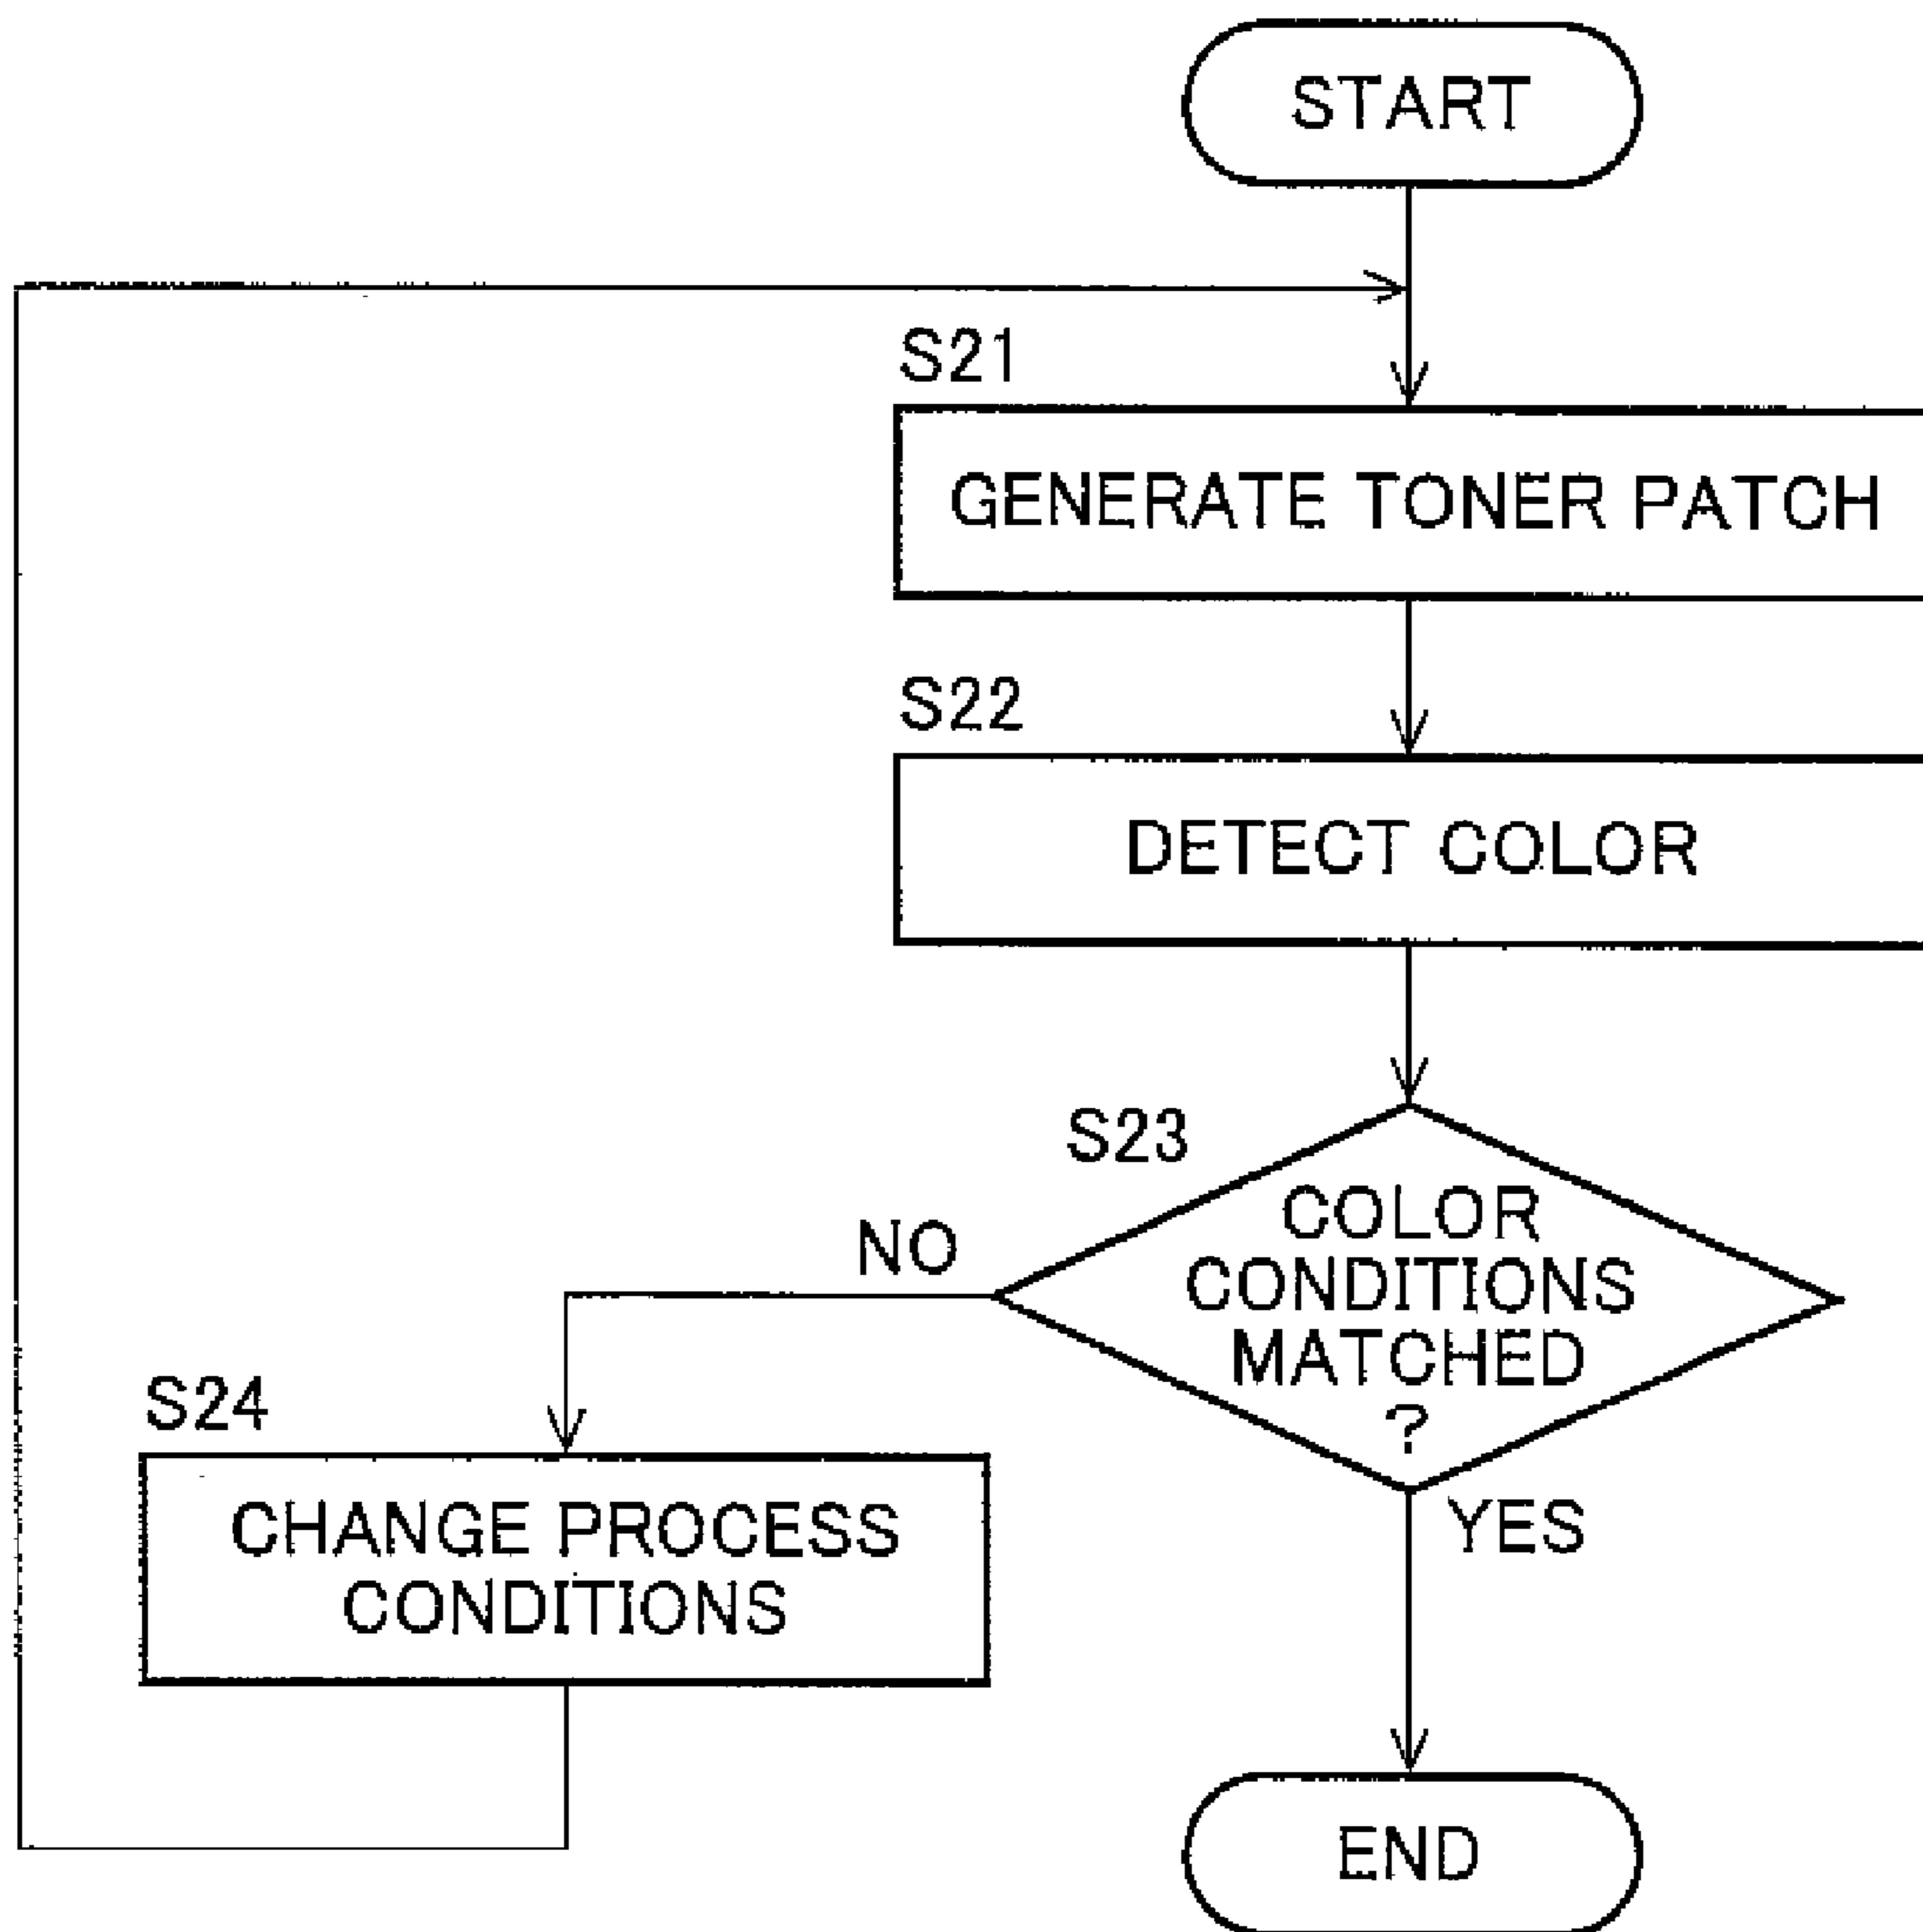 START
S21
GENERATE TONER PATCH
S22
DETECT COLOR
S23
COLOR
CONDITIONS
MATCHED
?
NO
YES
S24
CHANGE PROCESS
CONDITIONS
END